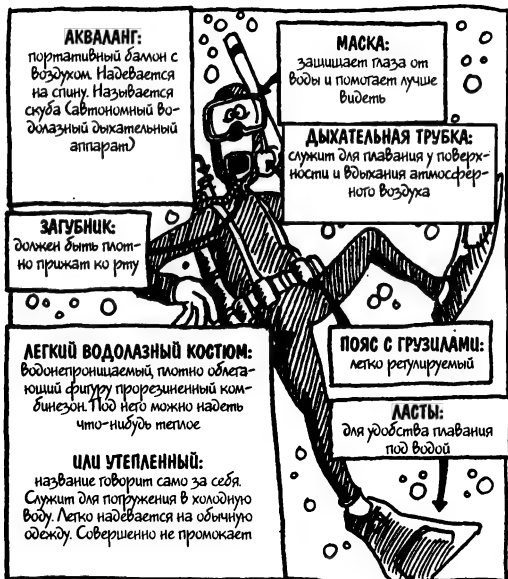 АКВАЛАНГ:
портативный баллон с
воздухом. Надевается
на спину. Называется
скуба (автономный во-
долазный дыхательный
аппарат)
МАСКА:
защищает глаза от
воды и помогает лучше
видеть
ДЫХАТЕЛЬНАЯ ТРУБКА:
служит для плавания у поверх-
ности и вдыхания атмосфер-
ного воздуха
ЗАГУБНИК:
должен быть плот-
но прижат ко рту
ЛЕГКИЙ ВОДОЛАЗНЫЙ КОСТЮМ:
водонепроницаемый, плотно облега-
ющий фигуру прорезиненный ком-
бинезон. Под него можно надеть
что-нибудь теплое
ИЛИ УТЕПЛЕННЫЙ:
название говорит само за себя.
Служит для погружения в холодную
воду. Легко надевается на обычную
одежду. Совершенно не промокает
ПОЯС С ГРУЗИЛАМИ:
легко регулируемый
ЛАСТЫ:
для удобства плавания
под водой